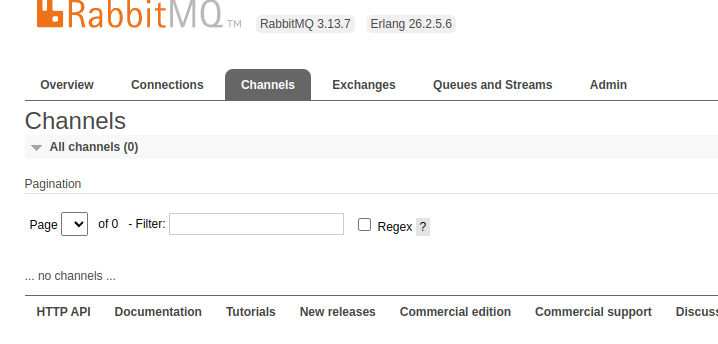 RabbitMQ TM RabbitMQ 3.13.7 Erlang 26.2.5.6
Overview Connections Channels Exchanges Queues and Streams Admin
Channels
All channels (0)
Pagination
Page of 0 - Filter: Regex ?
... no channels ...
HTTP API Documentation Tutorials New releases Commercial edition Commercial support Discuss